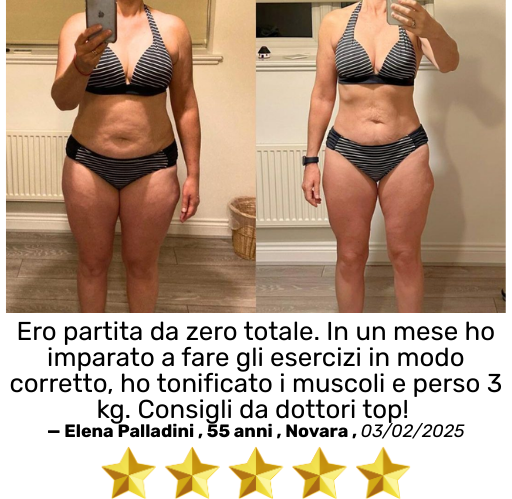 Ero partita da zero totale. In un mese ho
imparato a fare gli esercizi in modo
corretto, ho tonificato i muscoli e perso 3
kg. Consigli da dottori top!
— Elena Palladini , 55 anni , Novara , 03/02/2025